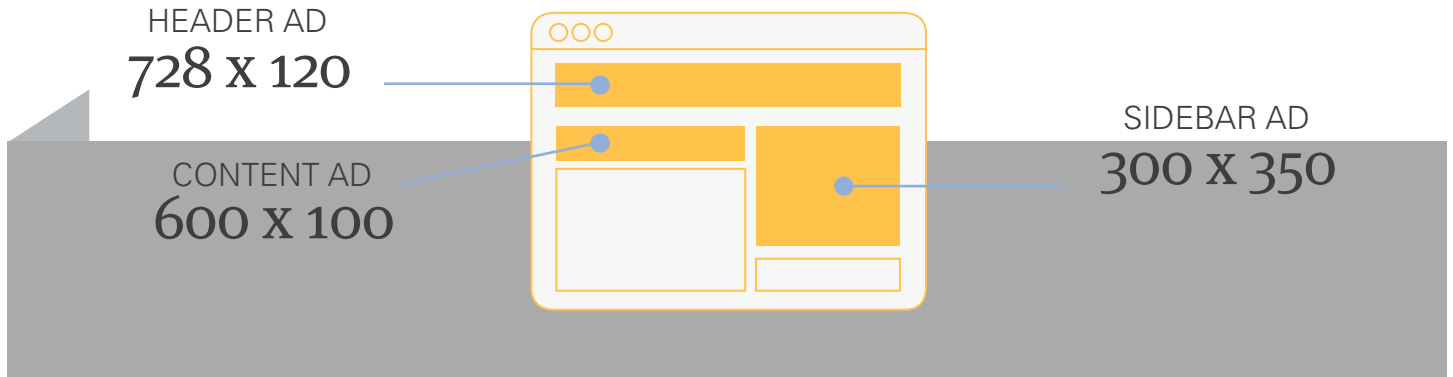 HEADER AD
728 x 120
CONTENT AD
600 x 100
SIDEBAR AD
300 x 350